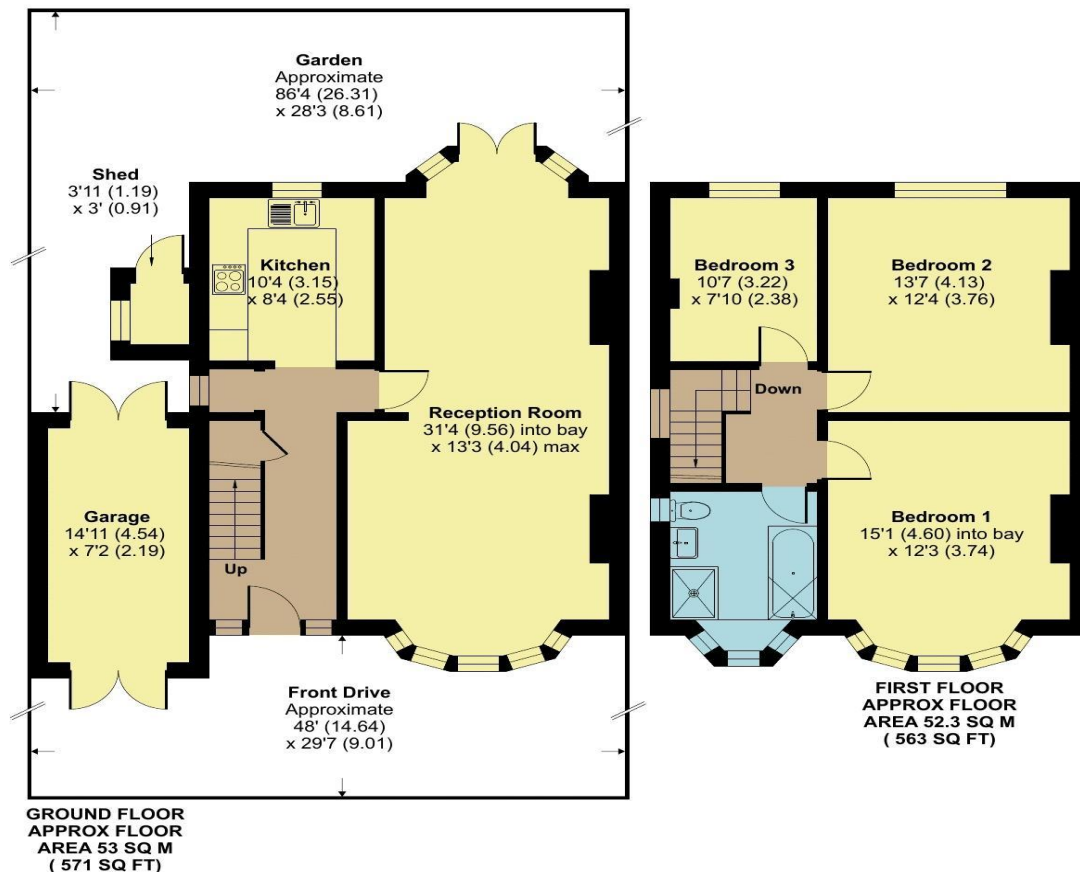 Garden
Approximate
86'4 (26.31)
x 28'3 (8.61)
Shed
3'11 (1.19)
x 3' (0.91)
Kitchen
10'4 (3.15)
x 8'4 (2.55)
Reception Room
31'4 (9.56) into bay
x 13'3 (4.04) max
Garage
14'11 (4.54)
x 7'2 (2.19)
Up
Front Drive
Approximate
48' (14.64)
x 29'7 (9.01)
GROUND FLOOR
APPROX FLOOR
AREA 53 SQ M
( 571 SQ FT)
Bedroom 3
10'7 (3.22)
x 7'10 (2.38)
Bedroom 2
13'7 (4.13)
x 12'4 (3.76)
Down
Bedroom 1
15'1 (4.60) into bay
x 12'3 (3.74)
FIRST FLOOR
APPROX FLOOR
AREA 52.3 SQ M
( 563 SQ FT)